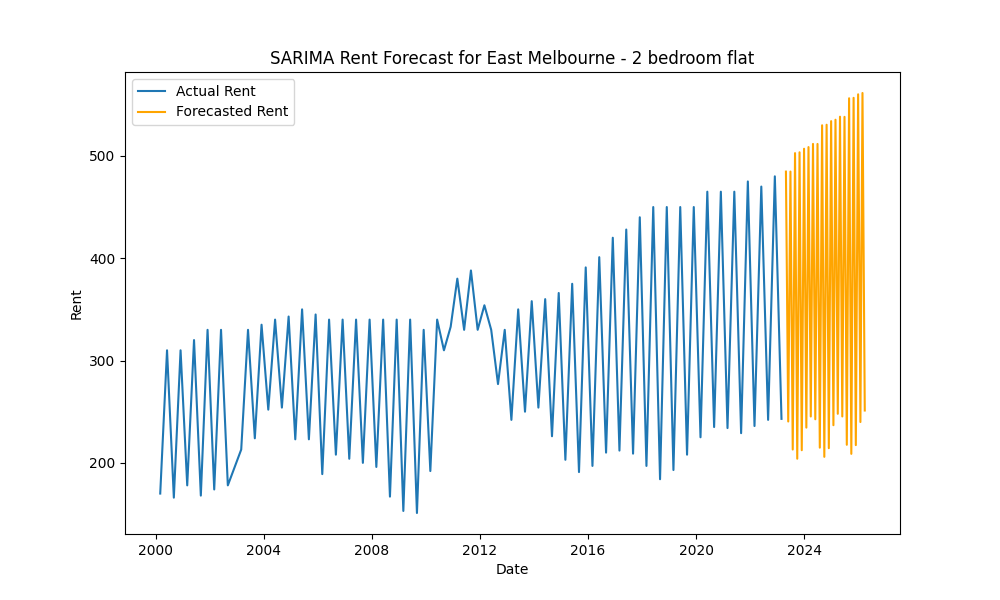 SARIMA Rent Forecast for East Melbourne - 2 bedroom flat
Actual Rent
Forecasted Rent
500
400
300
200
Rent
2000 2004 2008 2012 2016 2020 2024
Date